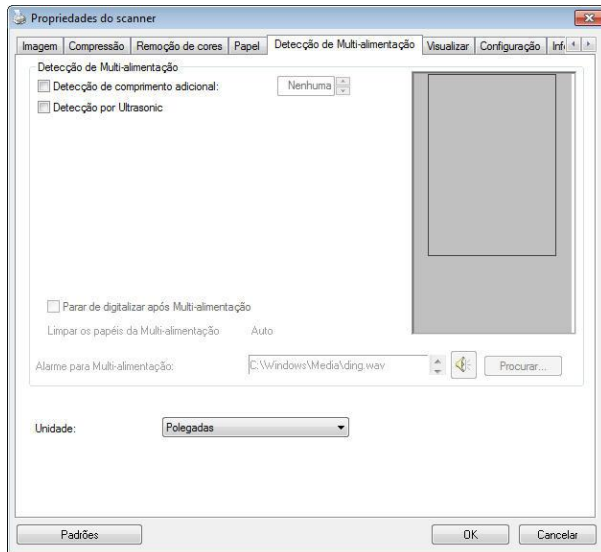 Propriedades do scanner
Imagem Compressão Remoção de cores Papel Detecção de Multi-alimentação Visualizar Configuração
Detecção de Multi-alimentação
Detecção de comprimento adicional: Nenhuma
Detecção por Ultrasonic
Parar de digitalizar após Multi-alimentação
Limpar os papéis da Multi-alimentação Auto
Alarme para Multi-alimentação: C:\Windows\Media\ding.wav Procurar...
Unidade: Polegadas
Padrões OK Cancelar